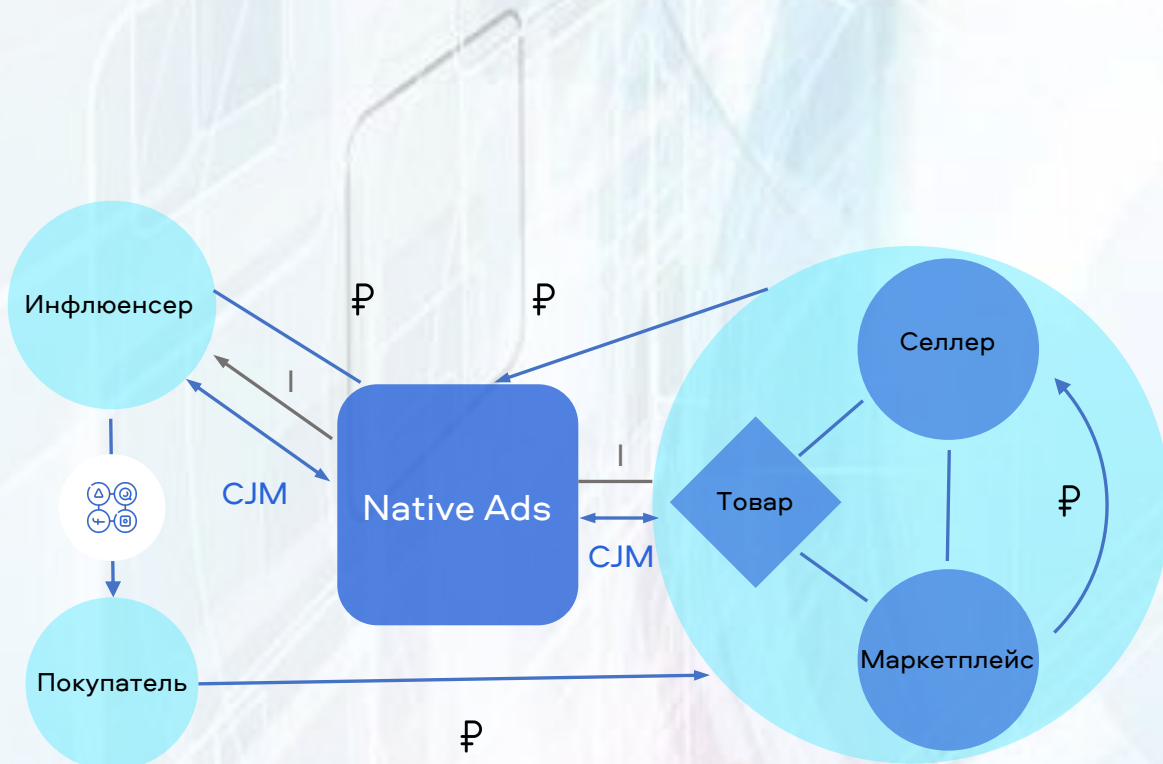 Инфлюенсер
₽
₽
Селлер
I
CJM
Native Ads
I
CJM
Товар
₽
Маркетплейс
Покупатель
₽